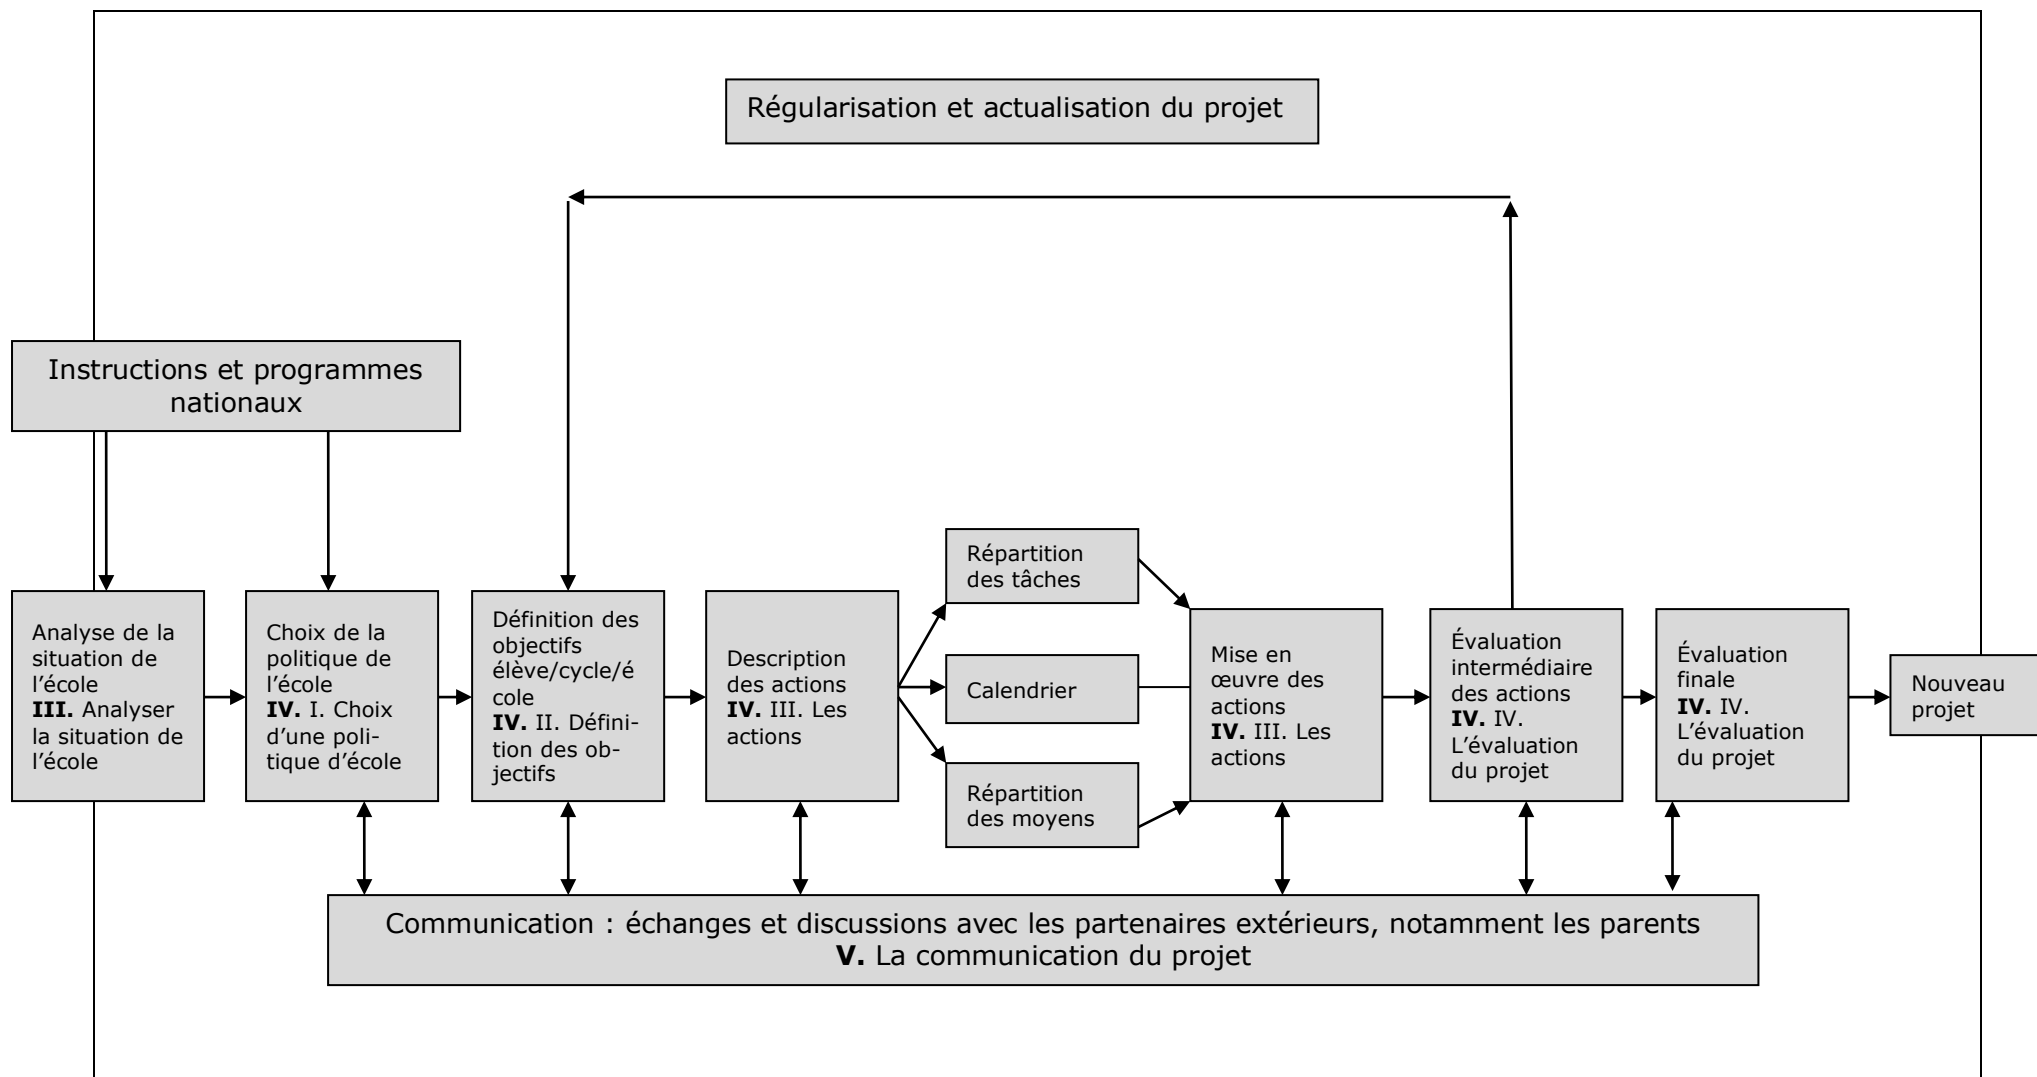 Régularisation et actualisation du projet
Instructions et programmes
nationaux
Analyse de la
situation de
l’école
III. Analyser
la situation de
l’école
Choix de la
politique de
l’école
IV. I. Choix
d’une poli-
tique d’école
Définition des
objectifs
élève/cycle/é
cole
IV. II. Défini-
tion des ob-
jectifs
Description
des actions
IV. III. Les
actions
Répartition
des tâches
Calendrier
Répartition
des moyens
Mise en
œuvre des
actions
IV. III. Les
actions
Évaluation
intermédiaire
des actions
IV. IV.
L’évaluation
du projet
Évaluation
finale
IV. IV.
L’évaluation
du projet
Nouveau
projet
Communication : échanges et discussions avec les partenaires extérieurs, notamment les parents
V. La communication du projet